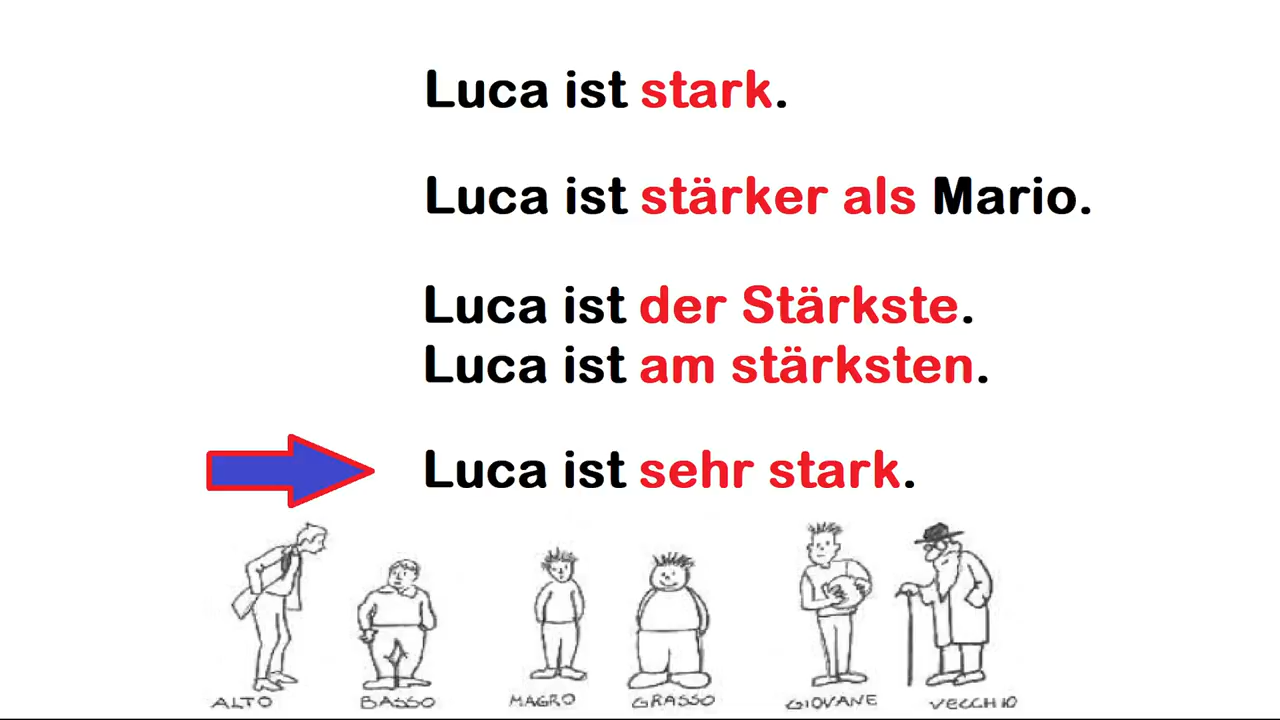 Luca ist stark.
Luca ist stärker als Mario.
Luca ist der Stärkste.
Luca ist am stärksten.
Luca ist sehr stark.
ALTO BASSO MAGRO GRASSO GIOVANE VECCHIO